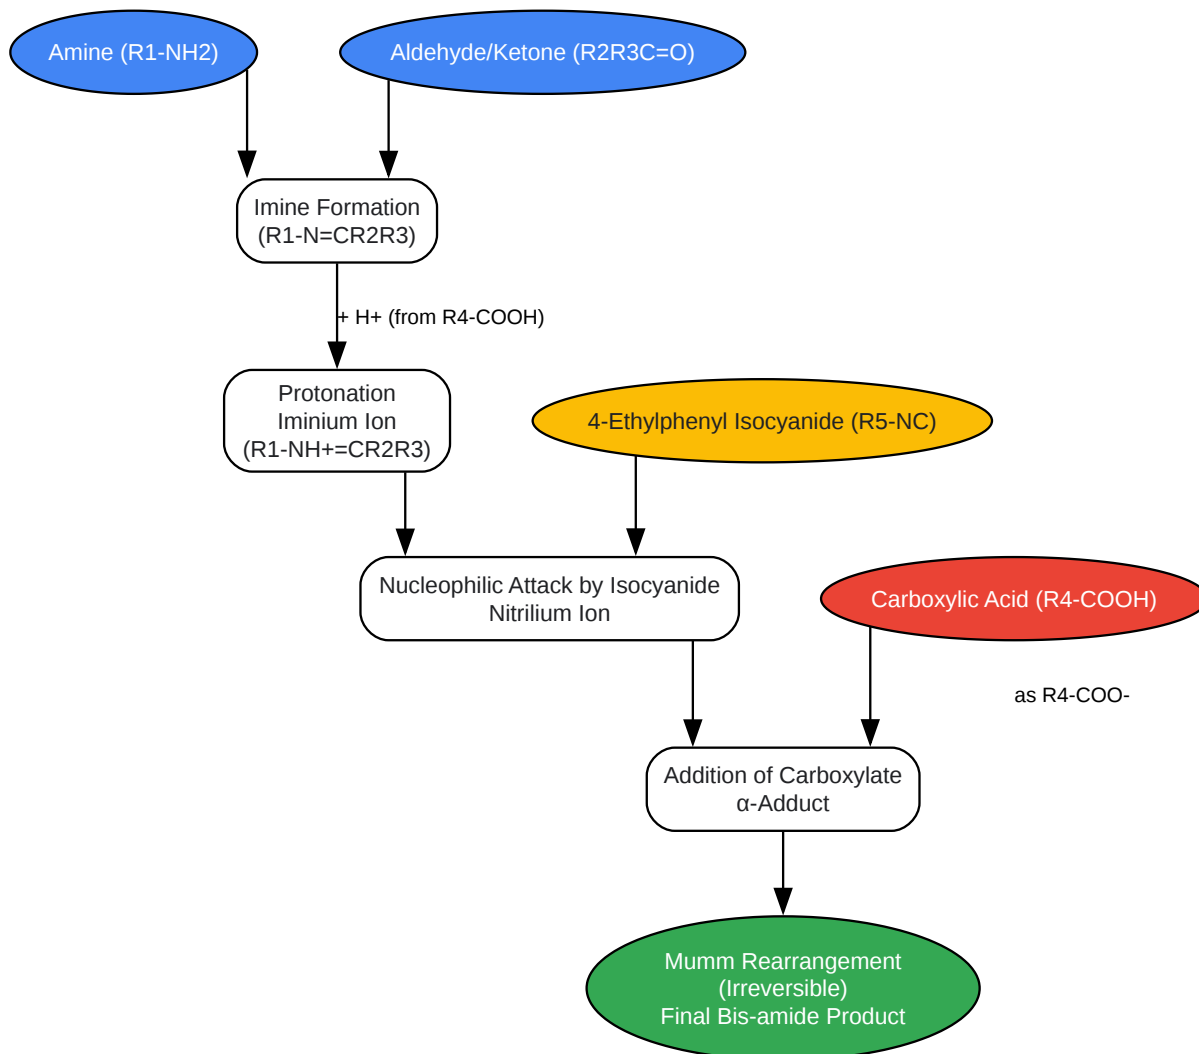 Amine (R1-NH2)
Aldehyde/Ketone (R2R3C=O)
Imine Formation
(R1-N=CR2R3)
+ H+ (from R4-COOH)
Protonation
Iminium Ion
(R1-NH+=CR2R3)
4-Ethylphenyl Isocyanide (R5-NC)
Nucleophilic Attack by Isocyanide
Nitrilium Ion
Carboxylic Acid (R4-COOH)
as R4-COO-
Addition of Carboxylate
α-Adduct
Mumm Rearrangement
(Irreversible)
Final Bis-amide Product